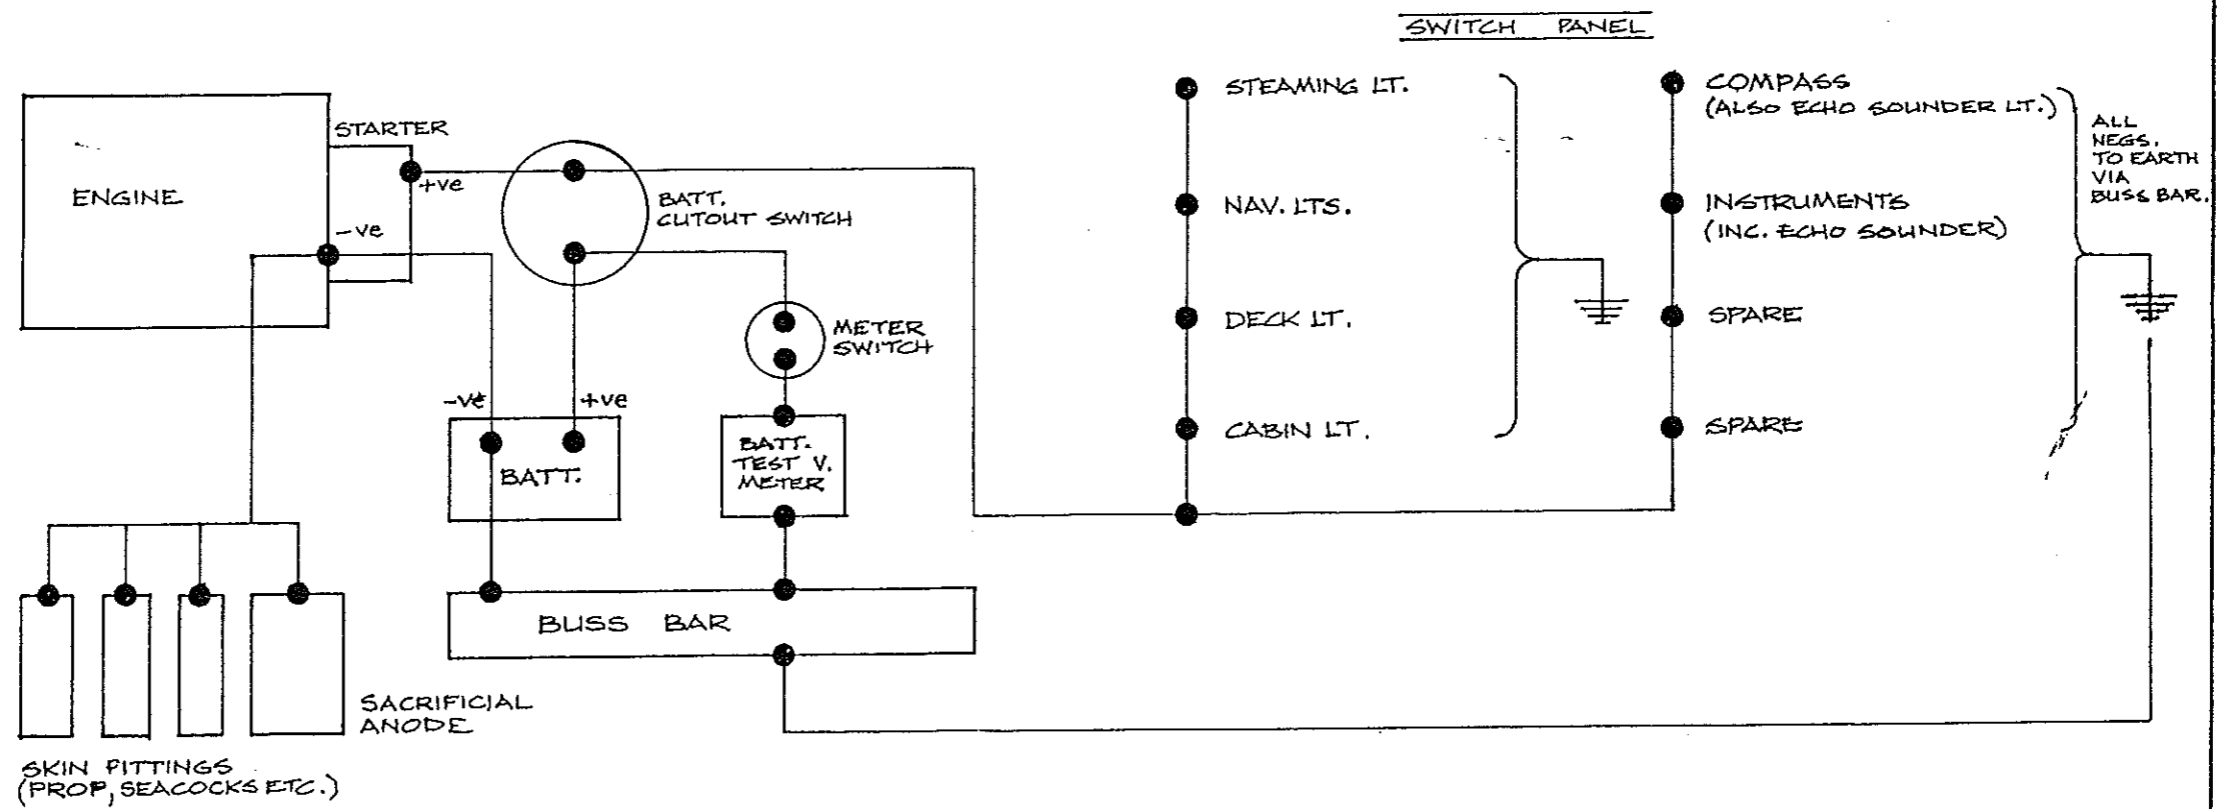 SWITCH PANEL
ENGINE
STARTER
+ve
-ve
BATT.
CUTOUT SWITCH
METER
SWITCH
-ve
+ve
BATT.
BATT.
TEST V.
METER
BUSS BAR
SACRIFICIAL
ANODE
SKIN FITTINGS
(PROP, SEACOCKS ETC.)
STEAMING LT.
NAV. LTS.
DECK LT.
CABIN LT.
COMPASS
(ALSO ECHO SOUNDER LT.)
INSTRUMENTS
(INC. ECHO SOUNDER)
SPARE
SPARE
ALL
NEGS.
TO EARTH
VIA
BUSS BAR.